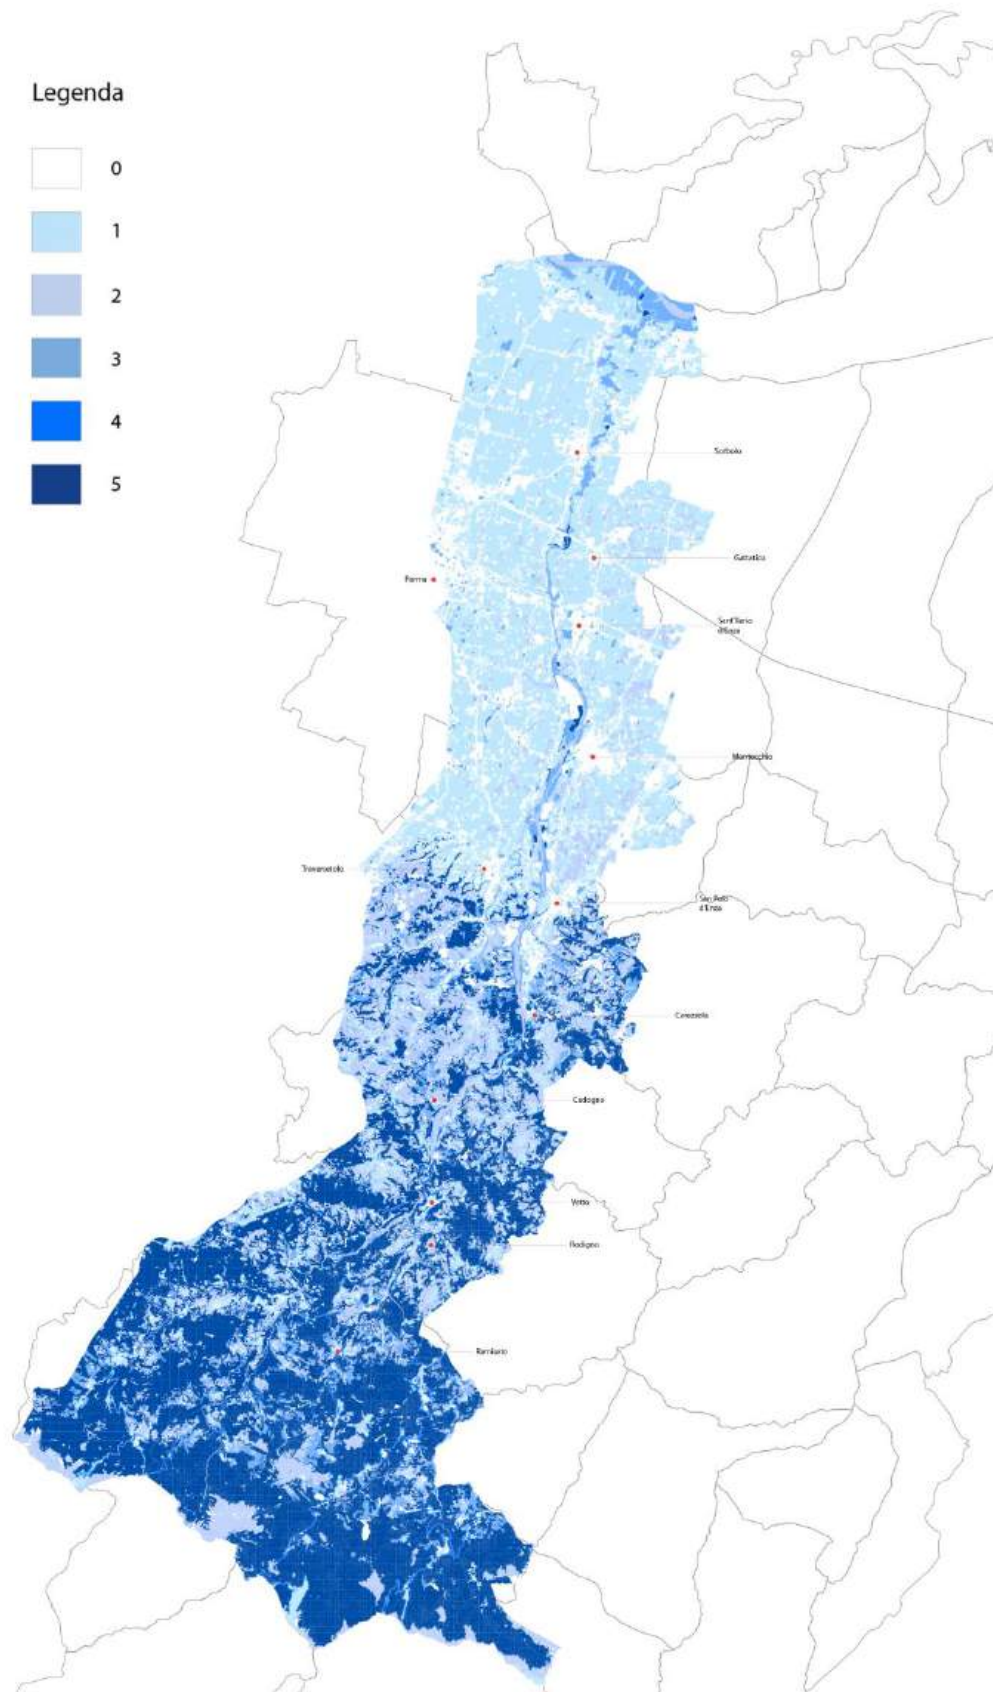 Legenda
0
1
2
3
4
5
Sorbolo
Gattatico
Parma
Sant'Ilario
d'Enza
Montecchio
Traversetolo
San Polo
d'Enza
Canossa
Vetto
Ramiseto